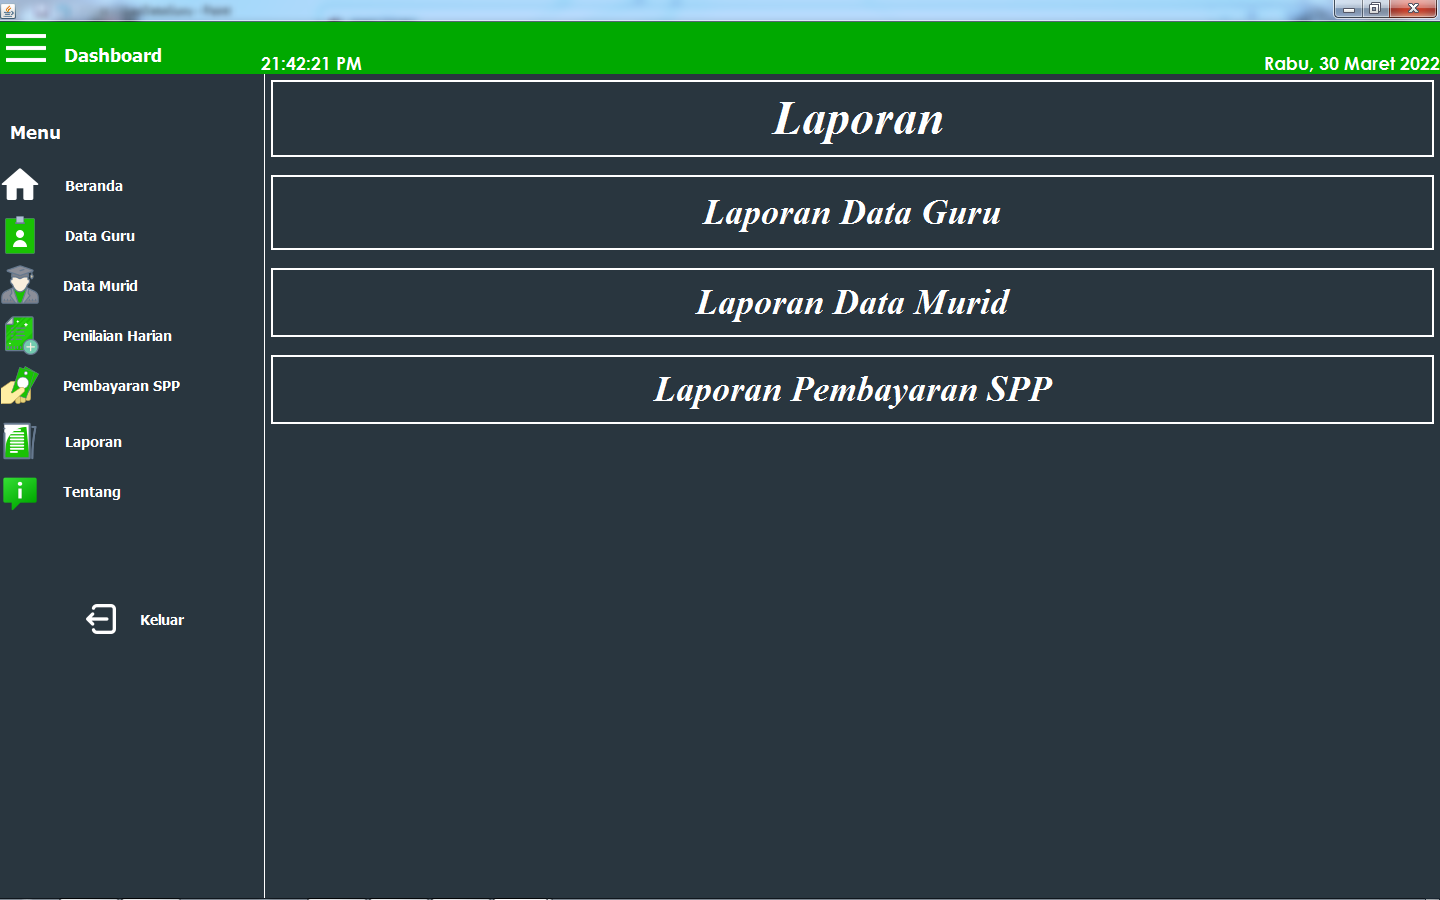 Dashboard
21:42:21 PM
Rabu, 30 Maret 2022
Menu
Beranda
Data Guru
Data Murid
Penilaian Harian
Pembayaran SPP
Laporan
Tentang
Keluar
Laporan
Laporan Data Guru
Laporan Data Murid
Laporan Pembayaran SPP